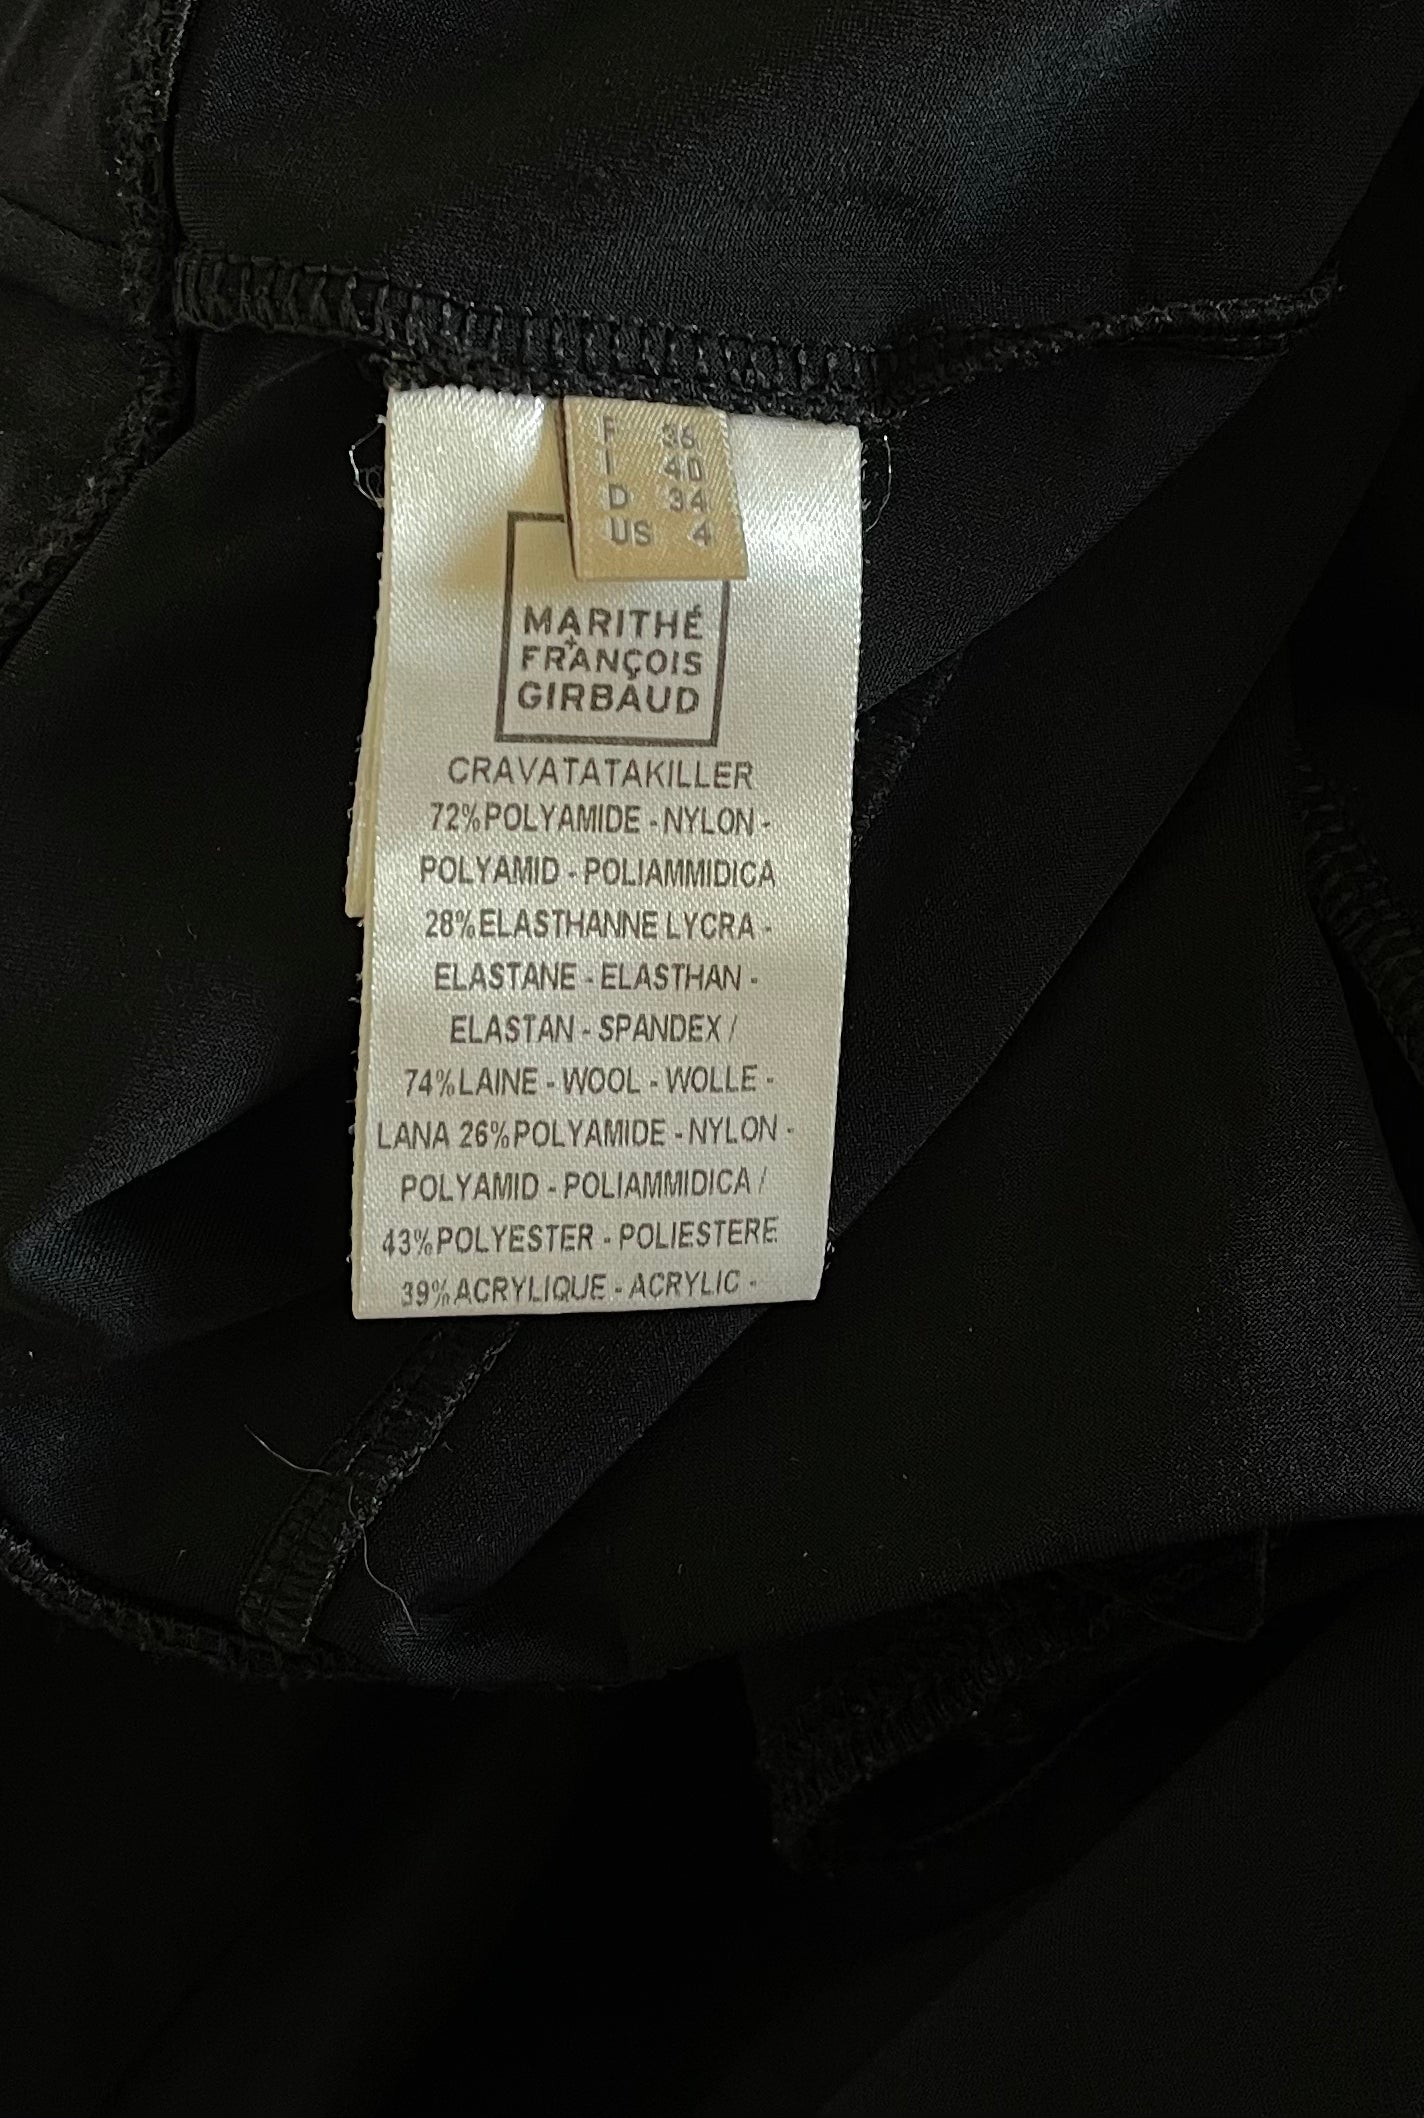 F 36
I 40
D 34
US 4
MARITHÉ
+
FRANÇOIS
GIRBAUD
CRAVATATAKILLER
72%POLYAMIDE - NYLON -
POLYAMID - POLIAMMIDICA
28%ELASTHANNE LYCRA -
ELASTANE - ELASTHAN -
ELASTAN - SPANDEX /
74%LAINE - WOOL - WOLLE -
LANA 26%POLYAMIDE - NYLON -
POLYAMID - POLIAMMIDICA /
43%POLYESTER - POLIESTERE
39%ACRYLIQUE - ACRYLIC -